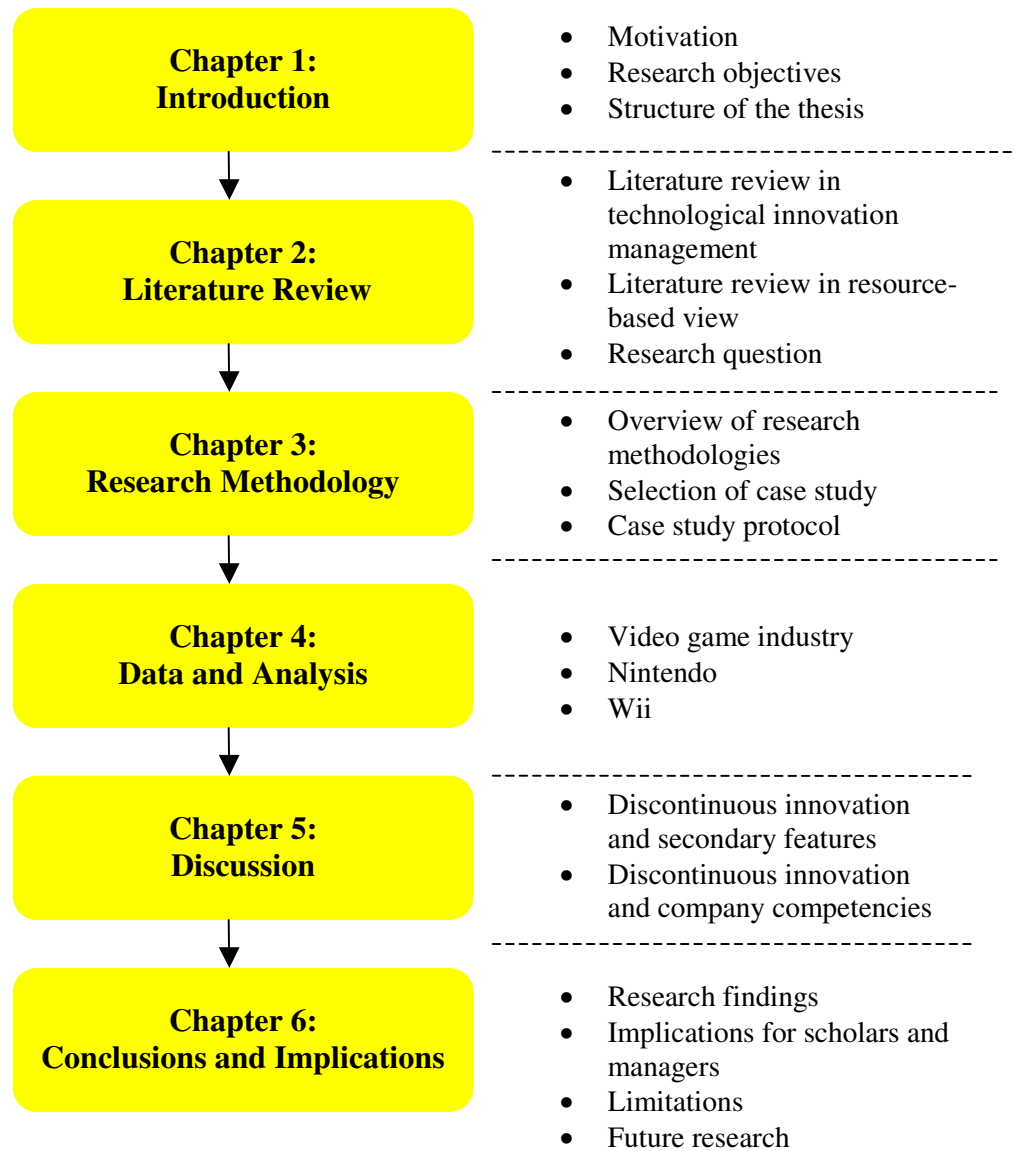 Chapter 1:
Introduction
• Motivation
• Research objectives
• Structure of the thesis
Chapter 2:
Literature Review
• Literature review in
technological innovation
management
• Literature review in resource-
based view
• Research question
Chapter 3:
Research Methodology
• Overview of research
methodologies
• Selection of case study
• Case study protocol
Chapter 4:
Data and Analysis
• Video game industry
• Nintendo
• Wii
Chapter 5:
Discussion
• Discontinuous innovation
and secondary features
• Discontinuous innovation
and company competencies
Chapter 6:
Conclusions and Implications
• Research findings
• Implications for scholars and
managers
• Limitations
• Future research